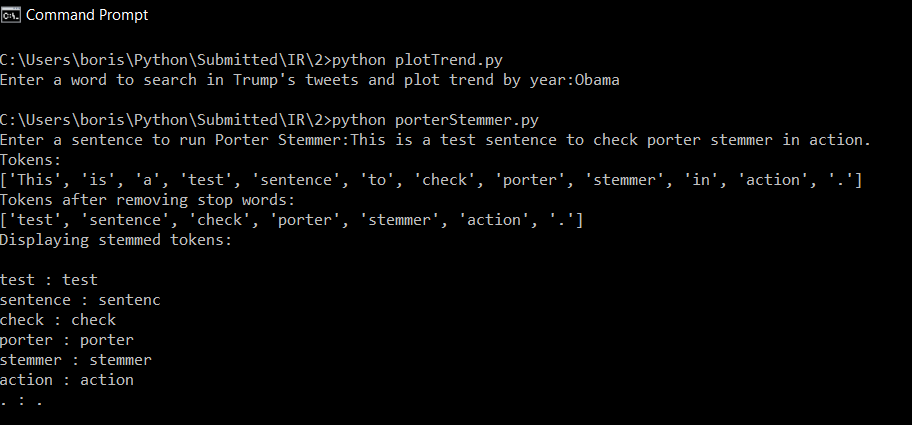 Command Prompt
C:\Users\boris\Python\Submitted\IR\2>python plotTrend.py
Enter a word to search in Trump's tweets and plot trend by year:Obama
C:\Users\boris\Python\Submitted\IR\2>python porterStemmer.py
Enter a sentence to run Porter Stemmer:This is a test sentence to check porter stemmer in action.
Tokens:
['This', 'is', 'a', 'test', 'sentence', 'to', 'check', 'porter', 'stemmer', 'in', 'action', '.']
Tokens after removing stop words:
['test', 'sentence', 'check', 'porter', 'stemmer', 'action', '.']
Displaying stemmed tokens:
test : test
sentence : sentenc
check : check
porter : porter
stemmer : stemmer
action : action
. : .